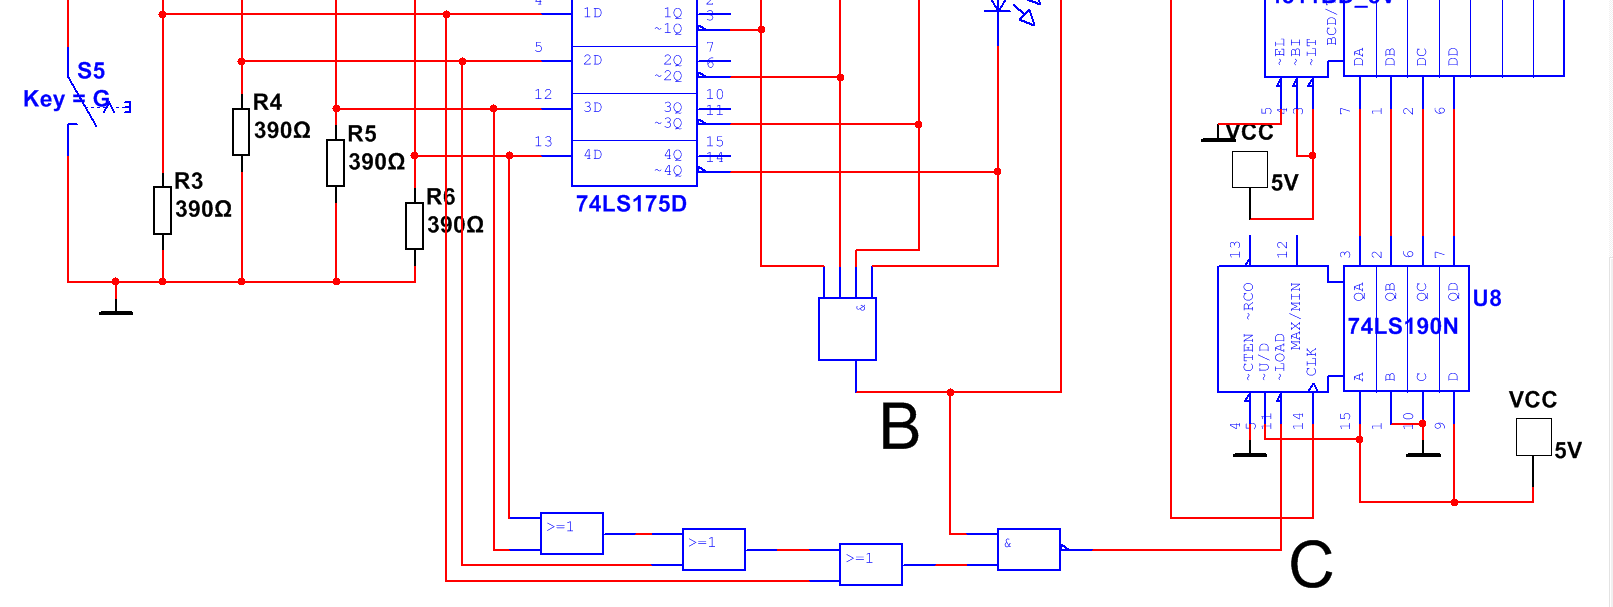 4
1D
1Q
2
3
~1Q
5
2D
2Q
7
6
~2Q
12
3D
3Q
10
11
~3Q
13
4D
4Q
15
14
~4Q
74LS175D
S5
Key = G
R4
390Ω
R5
390Ω
R3
390Ω
R6
390Ω
&
B
>=1
>=1
>=1
&
C
~EL
~BI
~LT
BCD/
DA
DB
DC
DD
5
4
3
7
1
2
6
VCC
5V
13
12
3
2
6
7
~RCO
MAX/MIN
QA
QB
QC
QD
U8
74LS190N
~CTEN
~U/D
~LOAD
CLK
A
B
C
D
4
5
11
14
15
1
10
9
VCC
5V